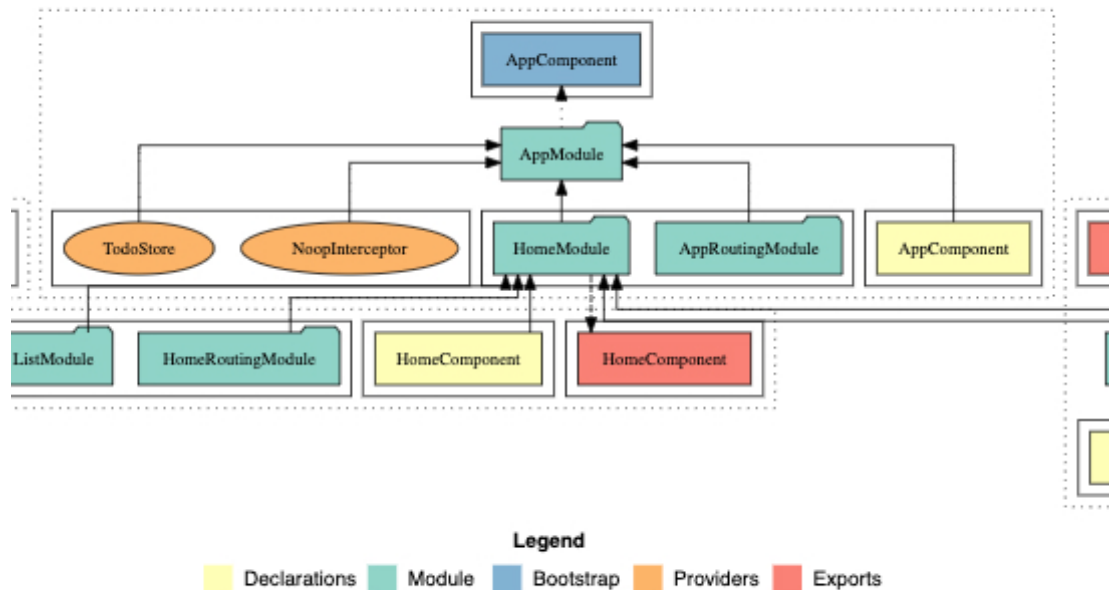 AppComponent
AppModule
TodoStore NoopInterceptor HomeModule AppRoutingModule AppComponent
ListModule HomeRoutingModule HomeComponent HomeComponent
Legend
Declarations Module Bootstrap Providers Exports